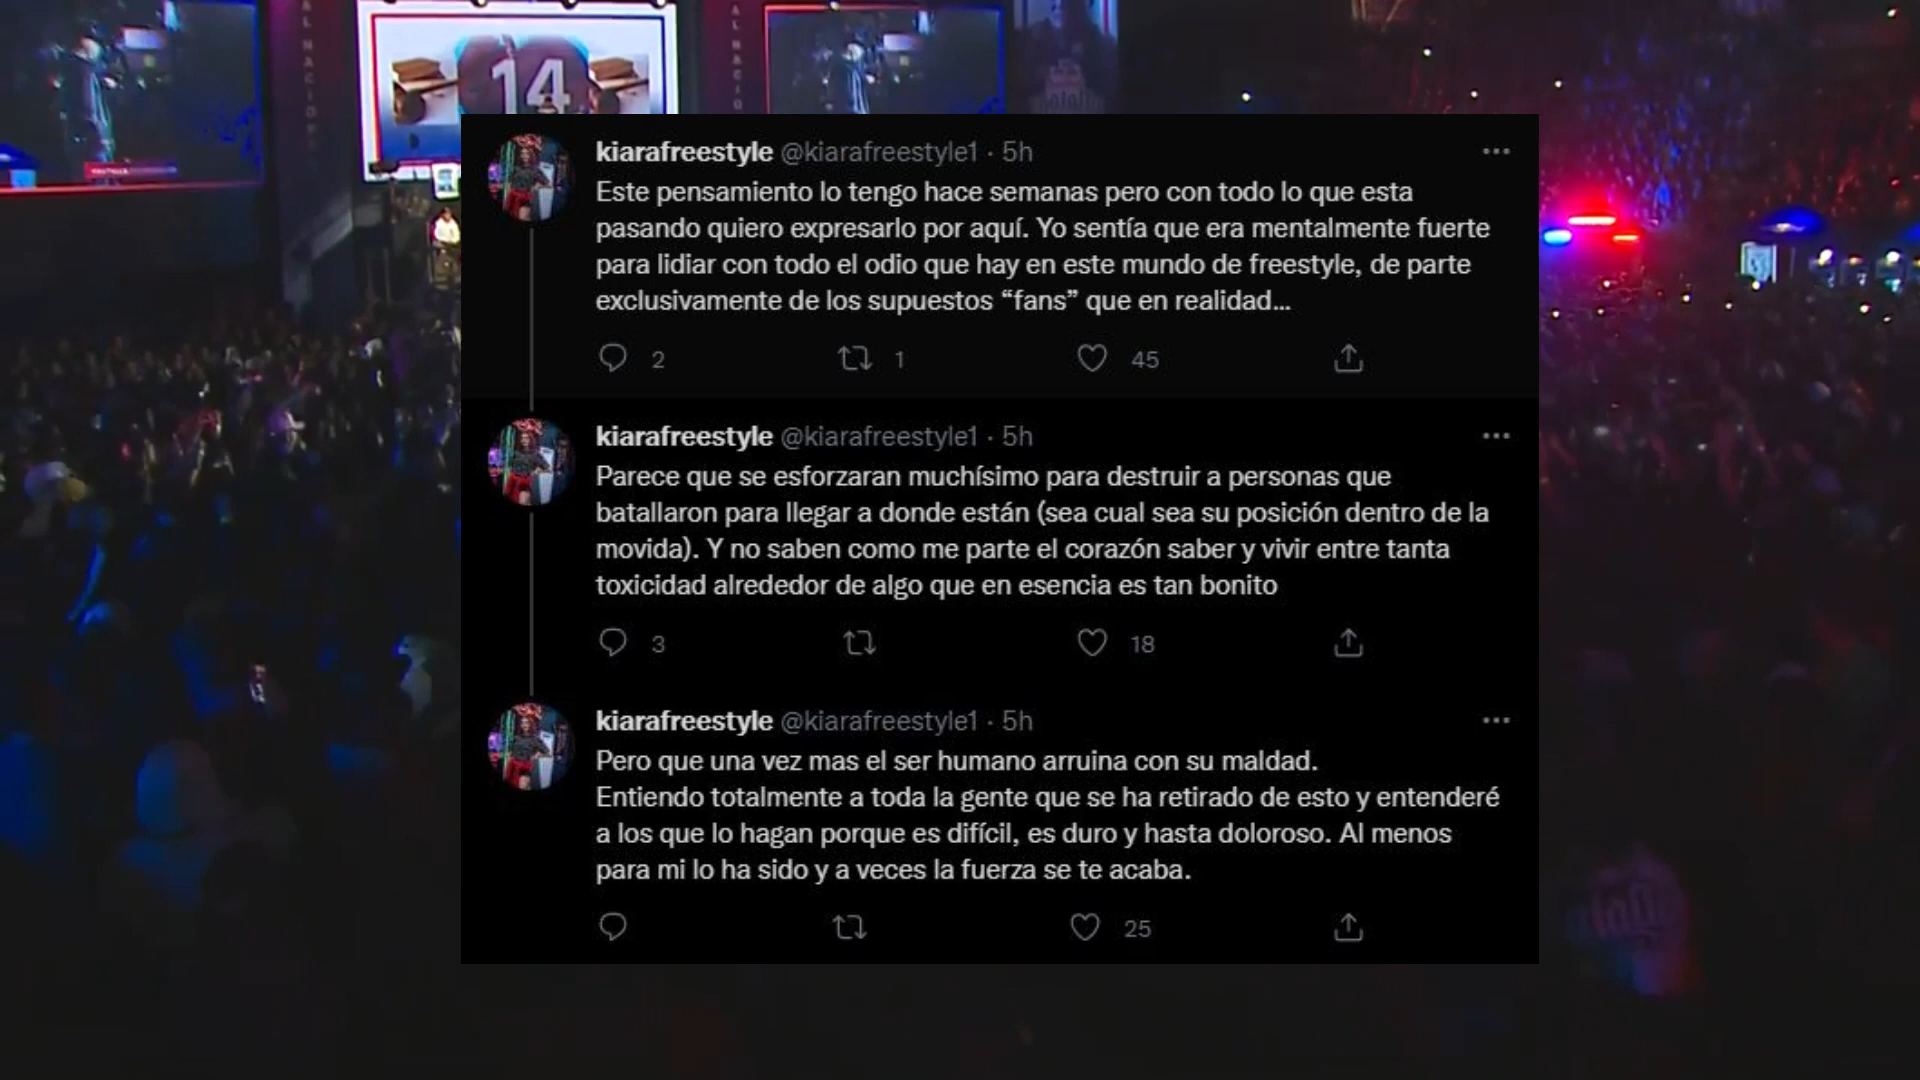 14
kiarafreestyle @kiarafreestyle1 · 5h
Este pensamiento lo tengo hace semanas pero con todo lo que esta
pasando quiero expresarlo por aquí. Yo sentía que era mentalmente fuerte
para lidiar con todo el odio que hay en este mundo de freestyle, de parte
exclusivamente de los supuestos “fans” que en realidad...
2 1 45
kiarafreestyle @kiarafreestyle1 · 5h
Parece que se esforzaran muchísimo para destruir a personas que
batallaron para llegar a donde están (sea cual sea su posición dentro de la
movida). Y no saben como me parte el corazón saber y vivir entre tanta
toxicidad alrededor de algo que en esencia es tan bonito
3 18
kiarafreestyle @kiarafreestyle1 · 5h
Pero que una vez mas el ser humano arruina con su maldad.
Entiendo totalmente a toda la gente que se ha retirado de esto y entenderé
a los que lo hagan porque es difícil, es duro y hasta doloroso. Al menos
para mi lo ha sido y a veces la fuerza se te acaba.
25